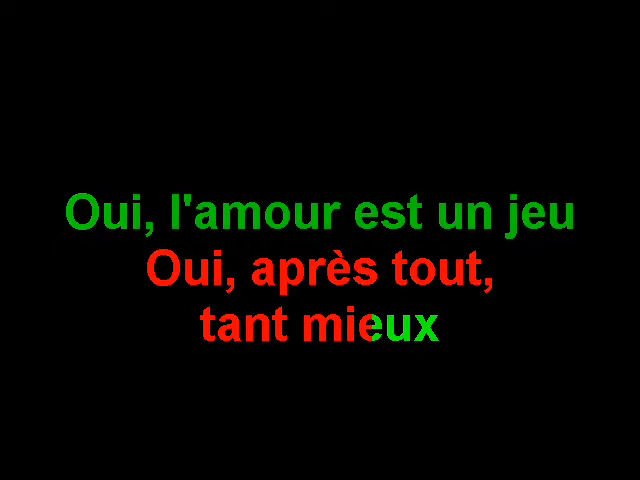 Oui, l'amour est un jeu
Oui, après tout,
tant mieux